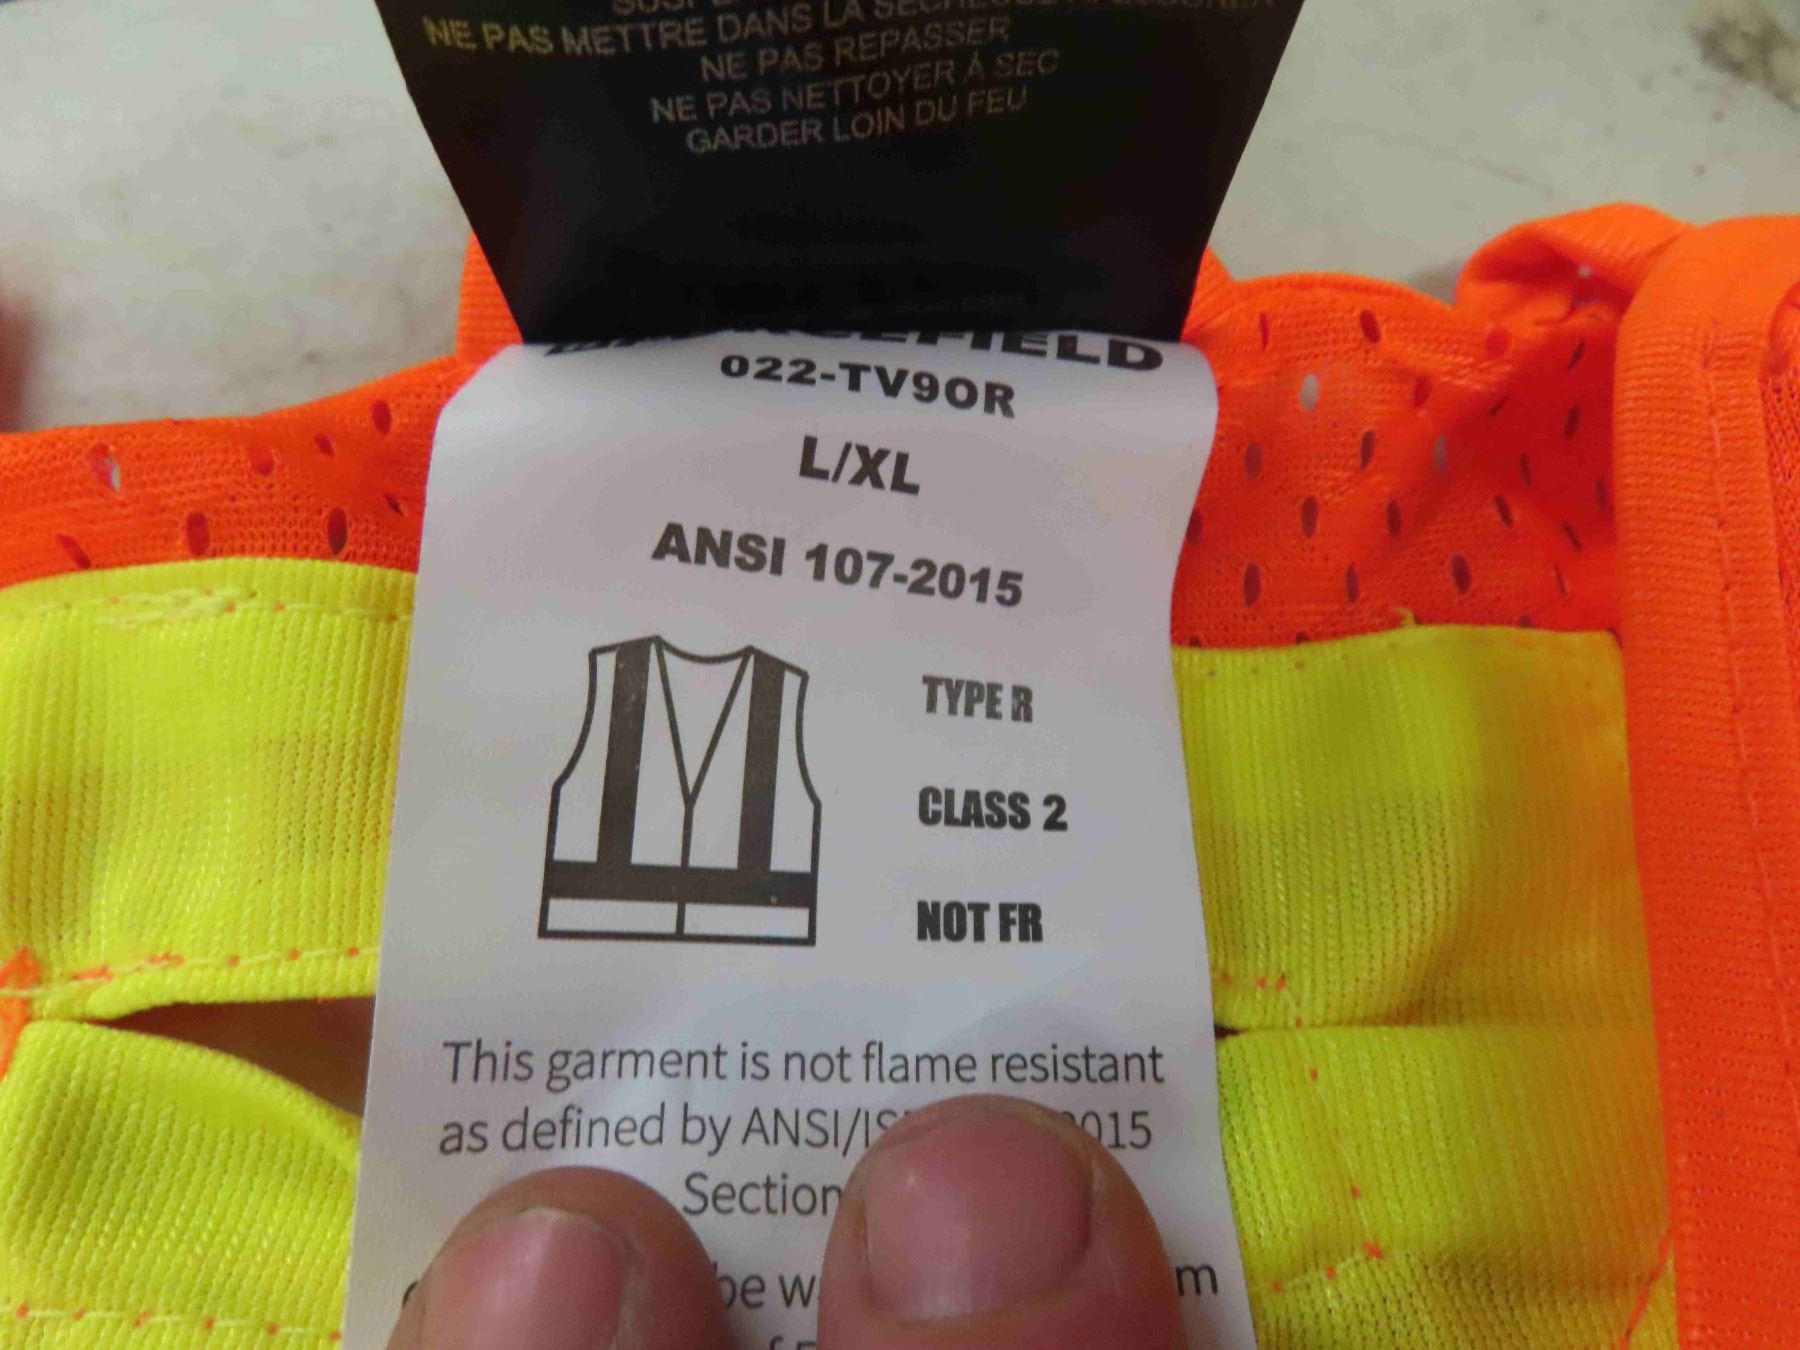 NE PAS METTRE DANS LA
NE PAS REPASSER
NE PAS NETTOYER À SEC
GARDER LOIN DU FEU
022-TV9OR
L/XL
ANSI 107-2015
TYPE R
CLASS 2
NOT FR
This garment is not flame resistant
as defined by ANSI/IS 2015
Section
be w
m